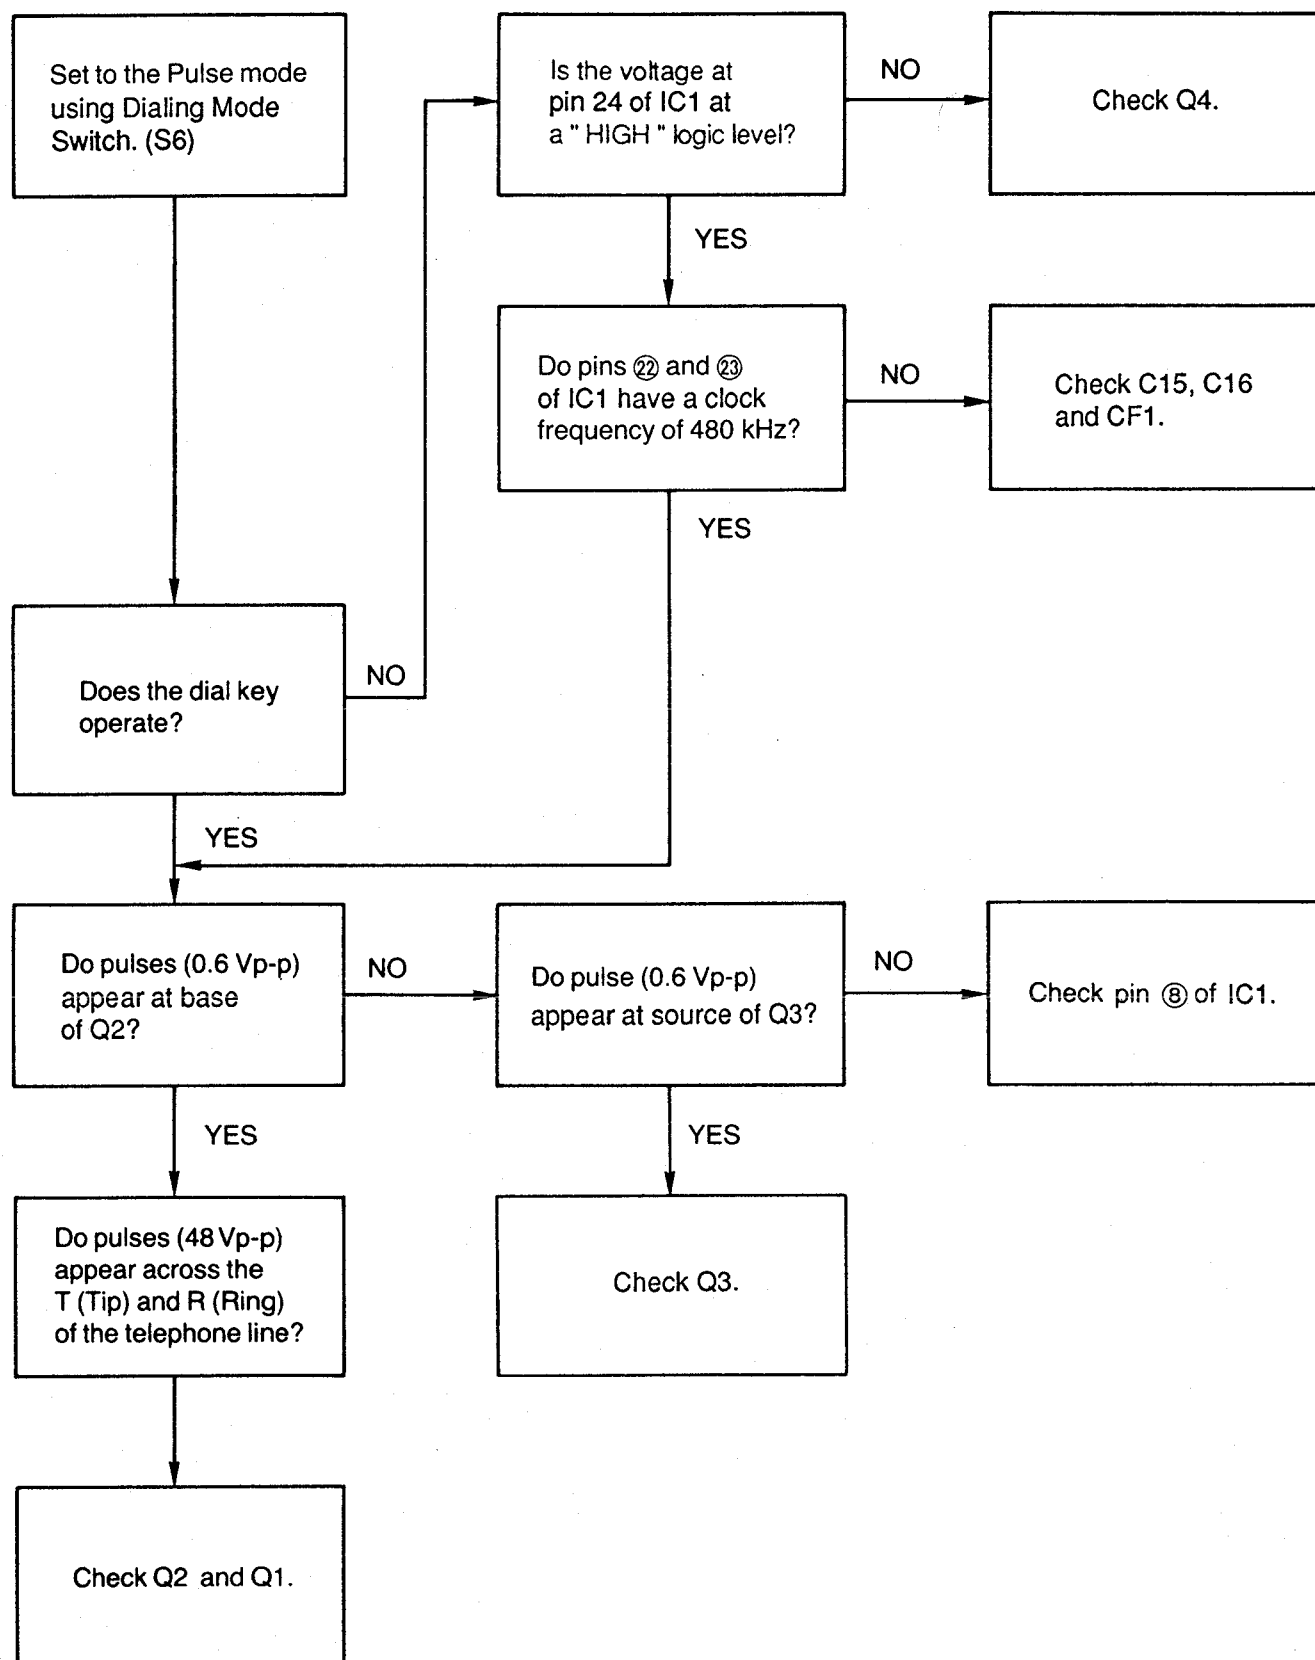 Set to the Pulse mode
using Dialing Mode
Switch. (S6)
Is the voltage at
pin 24 of IC1 at
a " HIGH " logic level?
NO
Check Q4.
YES
Do pins ㉒ and ㉓
of IC1 have a clock
frequency of 480 kHz?
NO
Check C15, C16
and CF1.
YES
Does the dial key
operate?
NO
YES
Do pulses (0.6 Vp-p)
appear at base
of Q2?
NO
Do pulse (0.6 Vp-p)
appear at source of Q3?
NO
Check pin ⑧ of IC1.
YES
YES
Do pulses (48 Vp-p)
appear across the
T (Tip) and R (Ring)
of the telephone line?
Check Q3.
Check Q2 and Q1.